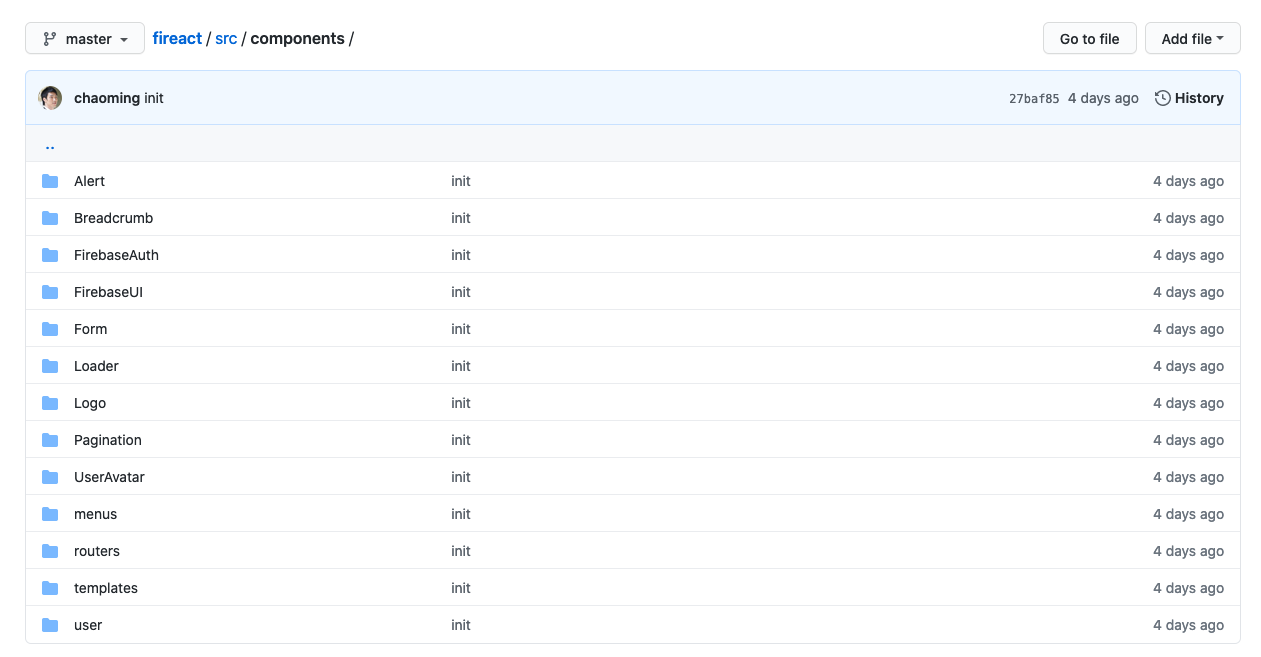 master fireact / src / components / Go to file Add file
chaoming init 27baf85 4 days ago History
..
Alert init 4 days ago
Breadcrumb init 4 days ago
FirebaseAuth init 4 days ago
FirebaseUI init 4 days ago
Form init 4 days ago
Loader init 4 days ago
Logo init 4 days ago
Pagination init 4 days ago
UserAvatar init 4 days ago
menus init 4 days ago
routers init 4 days ago
templates init 4 days ago
user init 4 days ago